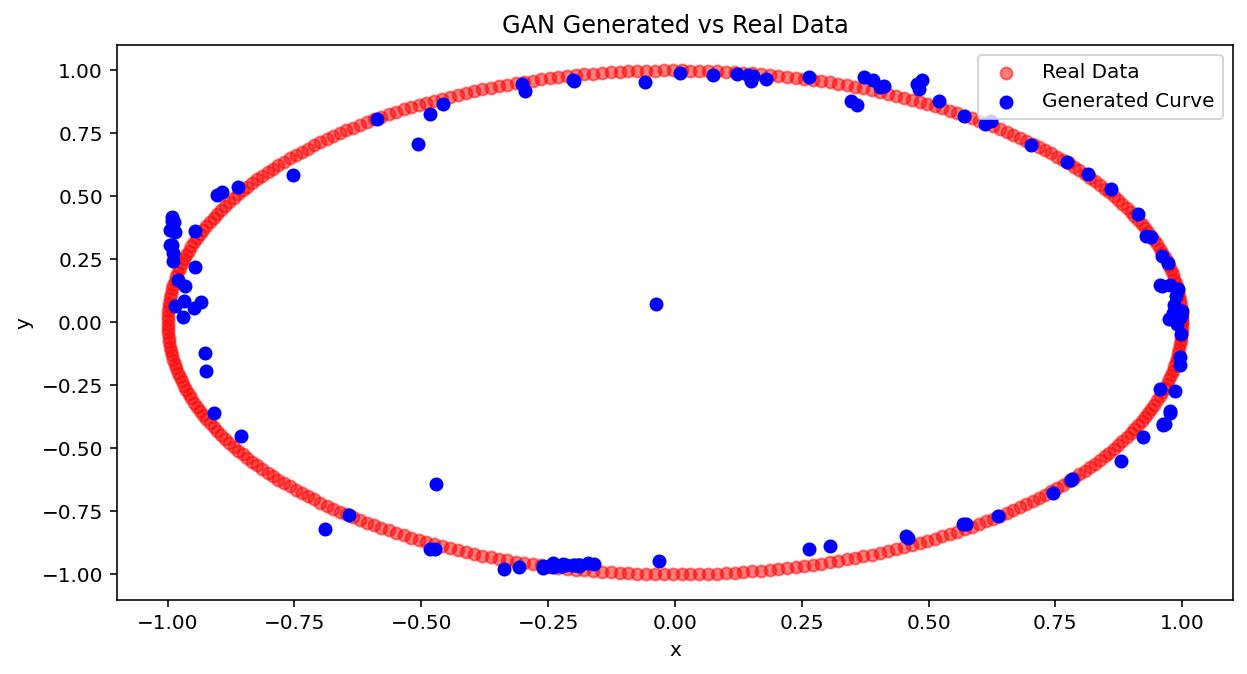 GAN Generated vs Real Data
Real Data
Generated Curve
1.00
0.75
0.50
0.25
0.00
−0.25
−0.50
−0.75
−1.00
y
−1.00 −0.75 −0.50 −0.25 0.00 0.25 0.50 0.75 1.00
x